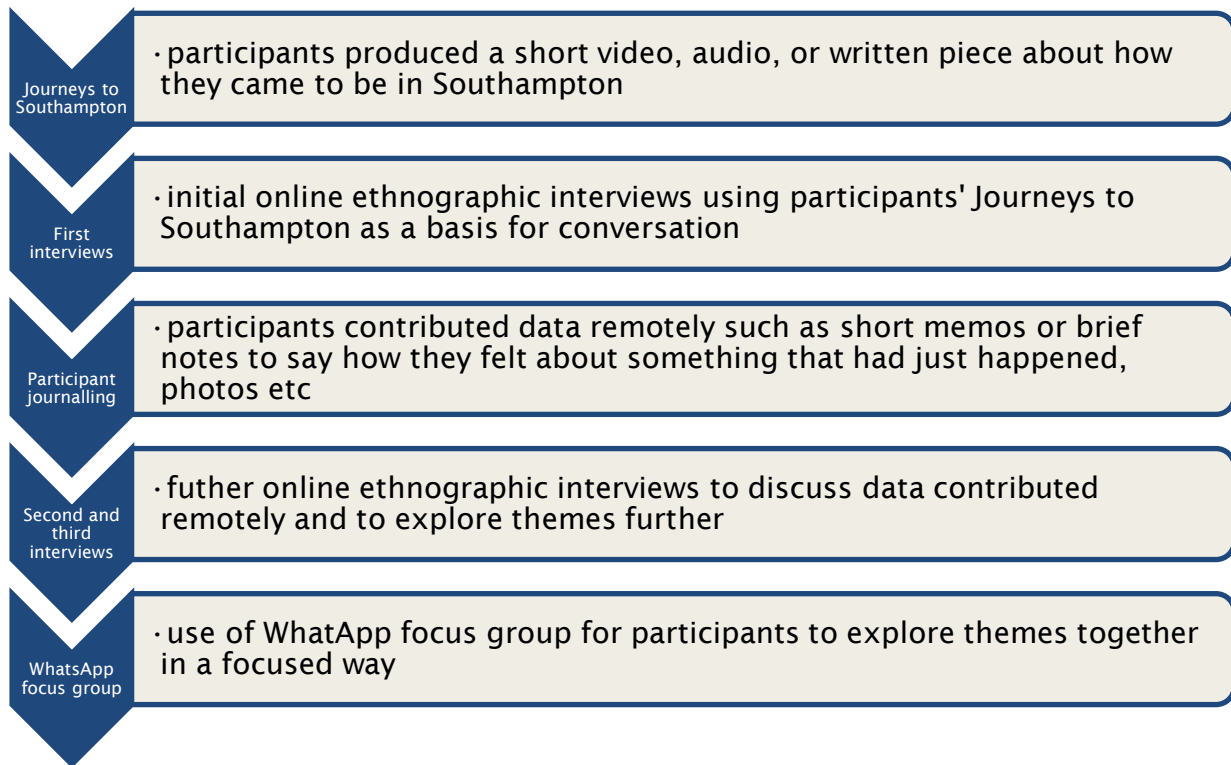 Journeys to
Southampton
· participants produced a short video, audio, or written piece about how
they came to be in Southampton
First
interviews
· initial online ethnographic interviews using participants' Journeys to
Southampton as a basis for conversation
Participant
journalling
· participants contributed data remotely such as short memos or brief
notes to say how they felt about something that had just happened,
photos etc
Second and
third
interviews
· futher online ethnographic interviews to discuss data contributed
remotely and to explore themes further
WhatsApp
focus group
· use of WhatApp focus group for participants to explore themes together
in a focused way